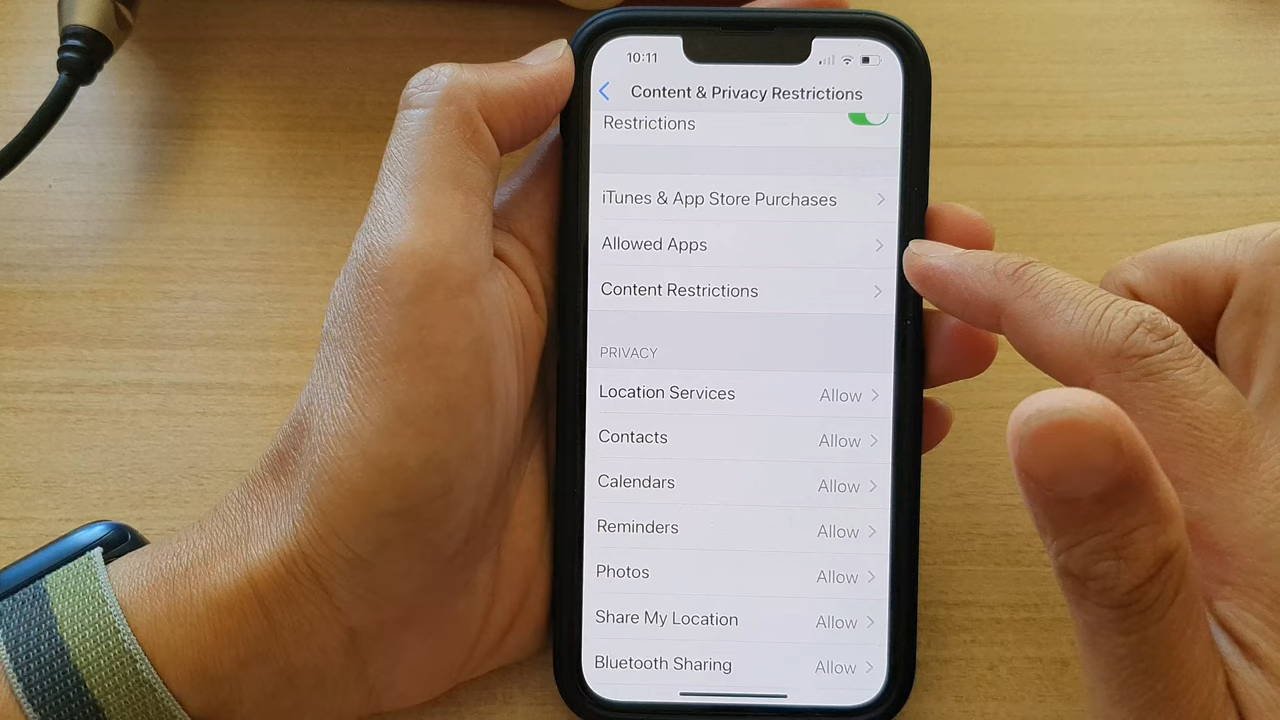 10:11
Content & Privacy Restrictions
Restrictions
iTunes & App Store Purchases
Allowed Apps
Content Restrictions
PRIVACY
Location Services Allow
Contacts Allow
Calendars Allow
Reminders Allow
Photos Allow
Share My Location Allow
Bluetooth Sharing Allow